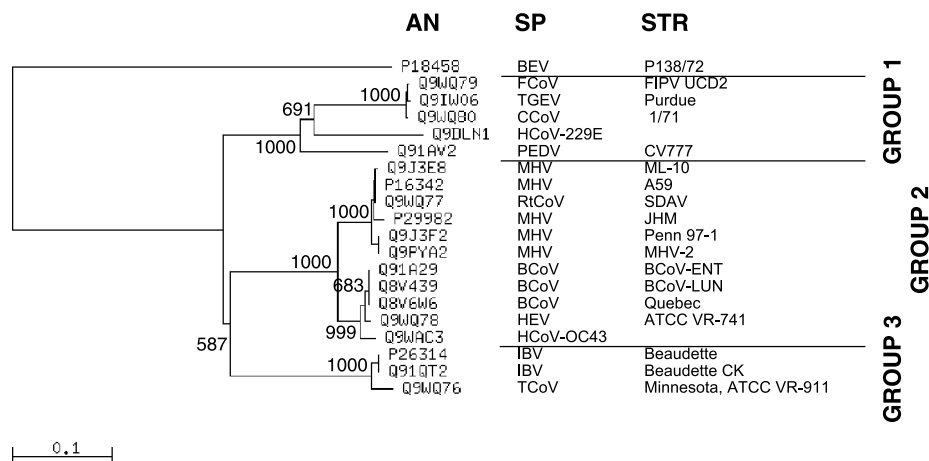 AN SP STR
P18458 BEV P138/72
Q9WQ79 FCoV FIPV UCD2
1000 Q9IW06 TGEV Purdue
691 Q9WQ80 CCoV 1/71
Q9DLN1 HCoV-229E
1000 Q91AV2 PEDV CV777
Q9J3E8 MHV ML-10
P16342 MHV A59
Q9WQ77 RtCoV SDAV
1000 P29982 MHV JHM
Q9J3F2 MHV Penn 97-1
Q9PYA2 MHV MHV-2
1000 Q91A29 BCoV BCoV-ENT
683 Q8V439 BCoV BCoV-LUN
Q8V6W6 BCoV Quebec
Q9WQ78 HEV ATCC VR-741
999 Q9WAC3 HCoV-OC43
587 P26314 IBV Beaudette
1000 Q91QT2 IBV Beaudette CK
Q9WQ76 TCoV Minnesota, ATCC VR-911
GROUP 1
GROUP 2
GROUP 3
0.1